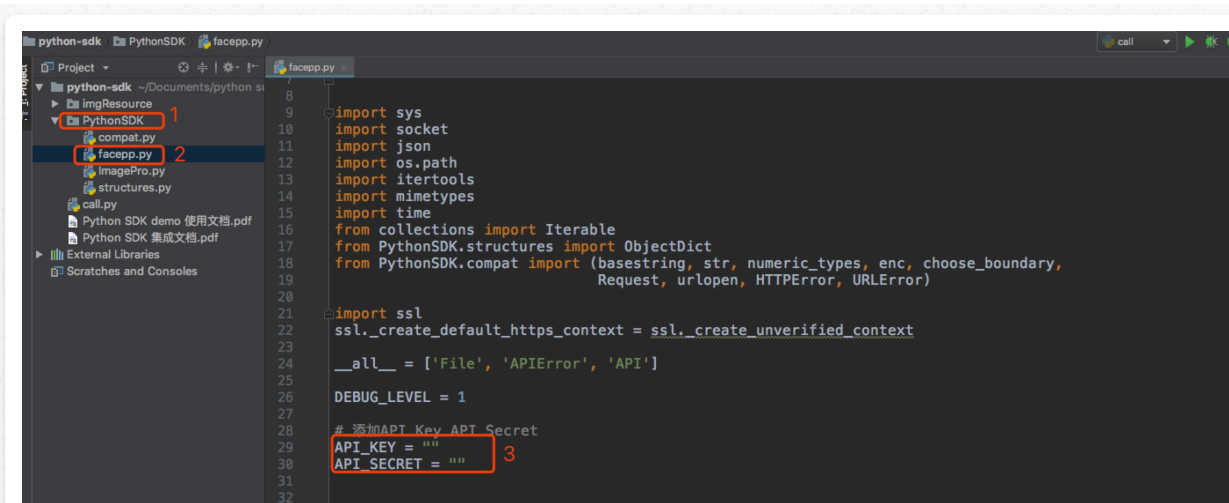 python-sdk PythonSDK facepp.py call
Project facepp.py
python-sdk ~/Documents/python
imgResource
PythonSDK 1
compat.py
facepp.py 2
ImagePro.py
structures.py
call.py
Python SDK demo 使用文档.pdf
Python SDK 集成文档.pdf
External Libraries
Scratches and Consoles
7
8
9 import sys
10 import socket
11 import json
12 import os.path
13 import itertools
14 import mimetypes
15 import time
16 from collections import Iterable
17 from PythonSDK.structures import ObjectDict
18 from PythonSDK.compat import (basestring, str, numeric_types, enc, choose_boundary,
19 Request, urlopen, HTTPError, URLError)
20
21 import ssl
22 ssl._create_default_https_context = ssl._create_unverified_context
23
24 __all__ = ['File', 'APIError', 'API']
25
26 DEBUG_LEVEL = 1
27
28 # 添加API Key API Secret
29 API_KEY = ""
30 API_SECRET = "" 3
31
32